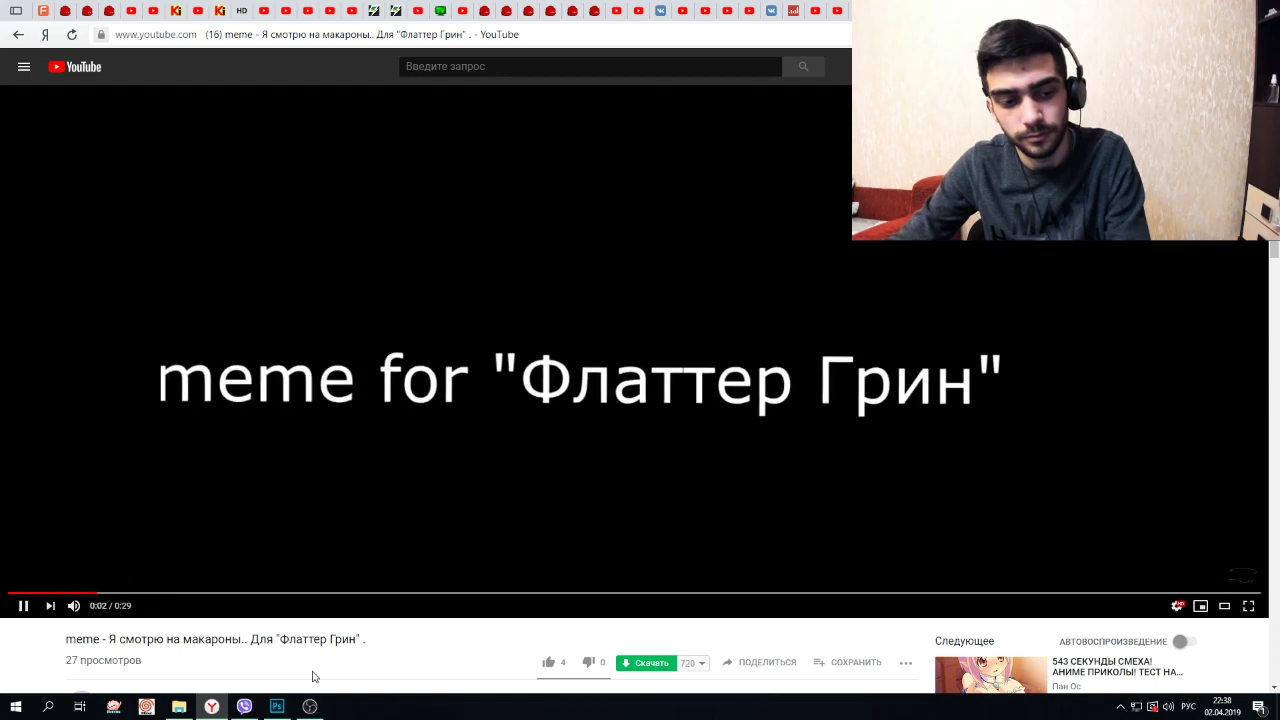 www.youtube.com (16) meme - Я смотрю на макароны.. Для "Флаттер Грин" . - YouTube
YouTube
Введите запрос
meme for "Флаттер Грин"
0:02 / 0:29
meme - Я смотрю на макароны.. Для "Флаттер Грин" .
27 просмотров
4
0
Скачать
720
ПОДЕЛИТЬСЯ
СОХРАНИТЬ
Следующее
АВТОВОСПРОИЗВЕДЕНИЕ
543 СЕКУНДЫ СМЕХА!
АНИМЕ ПРИКОЛЫ! ТЕСТ НА...
Пан Ос
РУС
22:38
02.04.2019